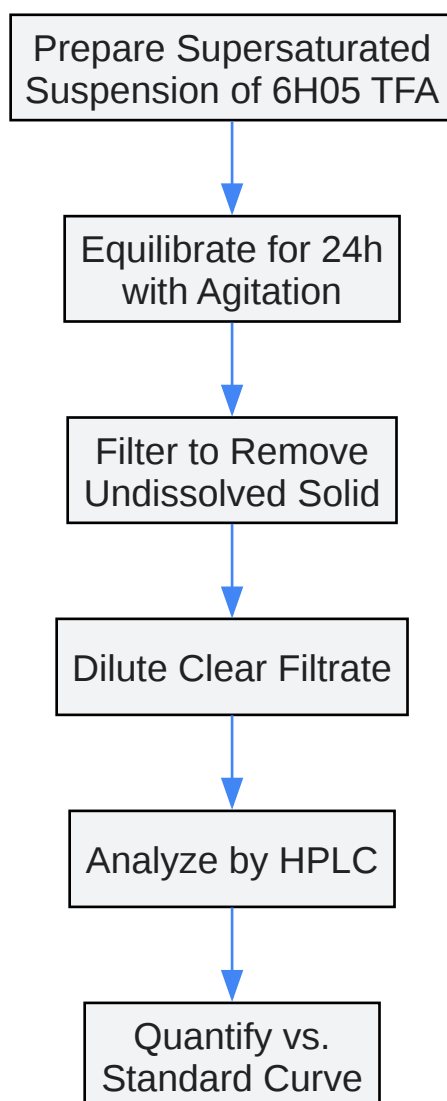 Prepare Supersaturated
Suspension of 6H05 TFA
Equilibrate for 24h
with Agitation
Filter to Remove
Undissolved Solid
Dilute Clear Filtrate
Analyze by HPLC
Quantify vs.
Standard Curve